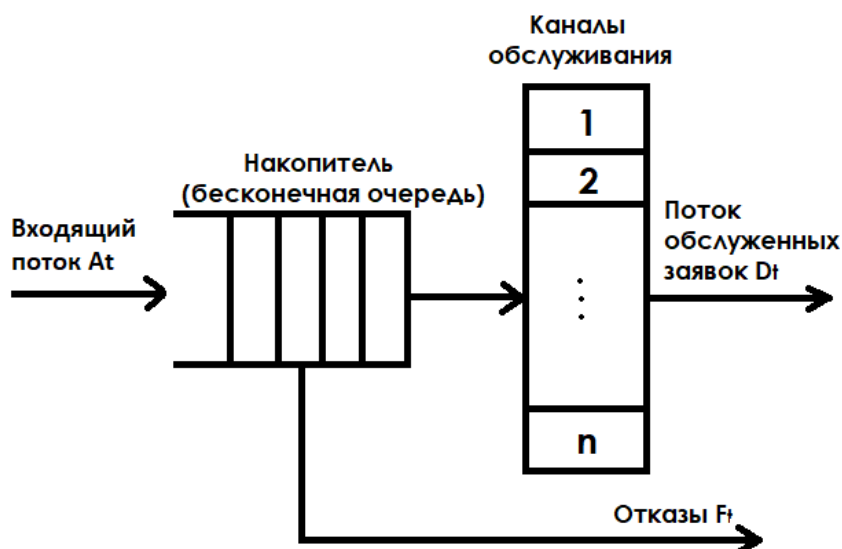 Каналы
обслуживания
1
2
n
Накопитель
(бесконечная очередь)
Входящий
поток At
Поток
обслуженных
заявок Dt
Отказы Ft